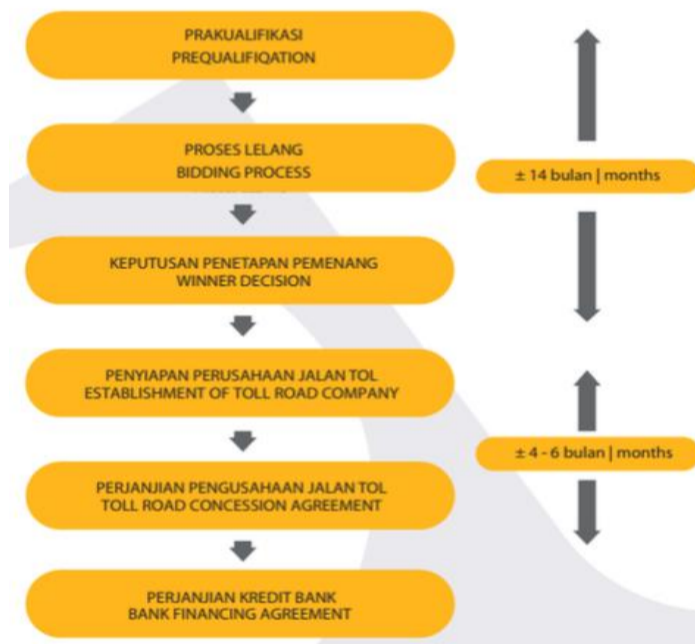 PRAKUALIFIKASI
PREQUALIFIQATION
PROSES LELANG
BIDDING PROCESS
± 14 bulan | months
KEPUTUSAN PENETAPAN PEMENANG
WINNER DECISION
PENYIAPAN PERUSAHAAN JALAN TOL
ESTABLISHMENT OF TOLL ROAD COMPANY
± 4 - 6 bulan | months
PERJANJIAN PENGUSAHAAN JALAN TOL
TOLL ROAD CONCESSION AGREEMENT
PERJANJIAN KREDIT BANK
BANK FINANCING AGREEMENT